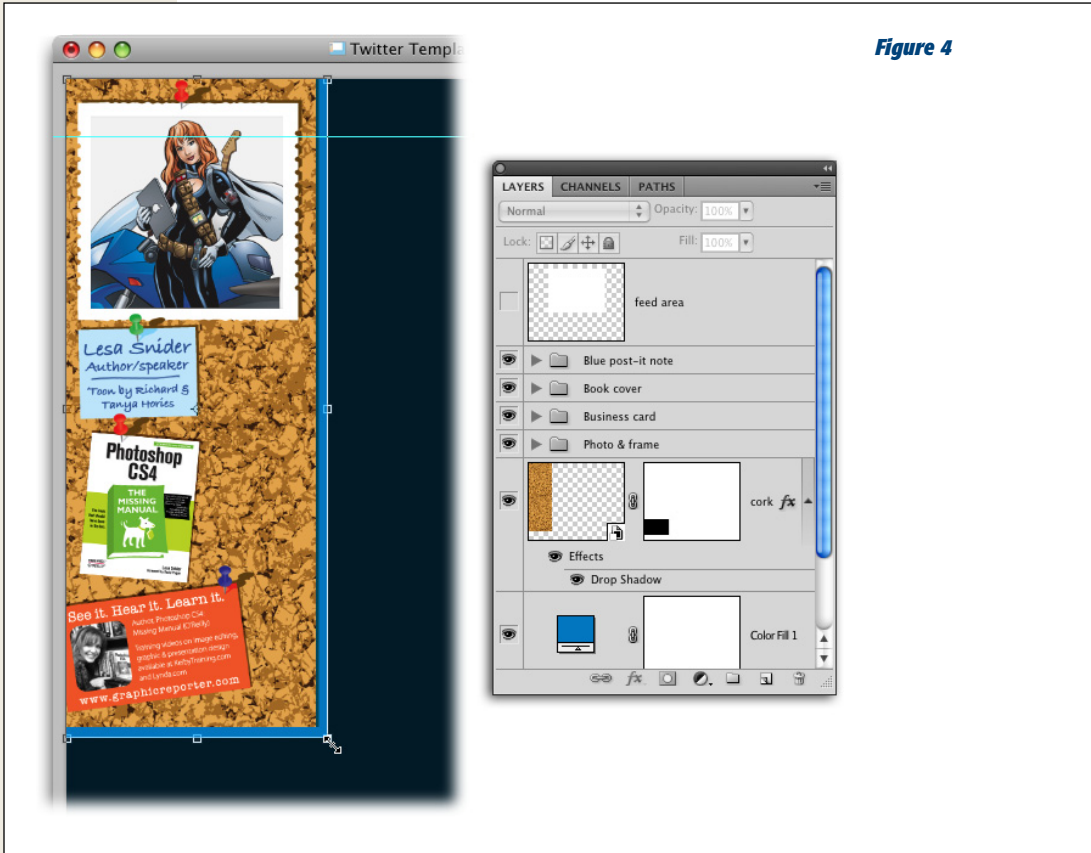 Twitter Templa
Figure 4
Lesa Snider
Author/speaker
Toon by Richard &
Tanya Hories
Photoshop
CS4
THE
MISSING
MANUAL
Lesa Snider
See it. Hear it. Learn it.
Author, Photoshop CS4:
Missing Manual (O'Reilly)
Training videos on image editing,
graphic & presentation design
available at KelbyTraining.com
and Lynda.com
www.graphicreporter.com
LAYERS CHANNELS PATHS
Normal Opacity: 100%
Lock: Fill: 100%
feed area
Blue post-it note
Book cover
Business card
Photo & frame
cork fx
Effects
Drop Shadow
Color Fill 1
fx